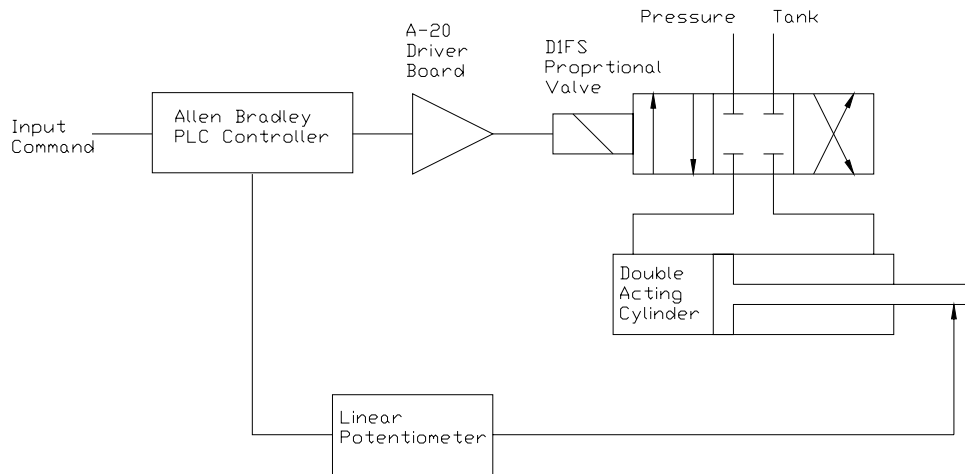 Pressure
Tank
A-20
Driver
Board
D1FS
Proprtional
Valve
Input
Command
Allen Bradley
PLC Controller
Double
Acting
Cylinder
Linear
Potentiometer